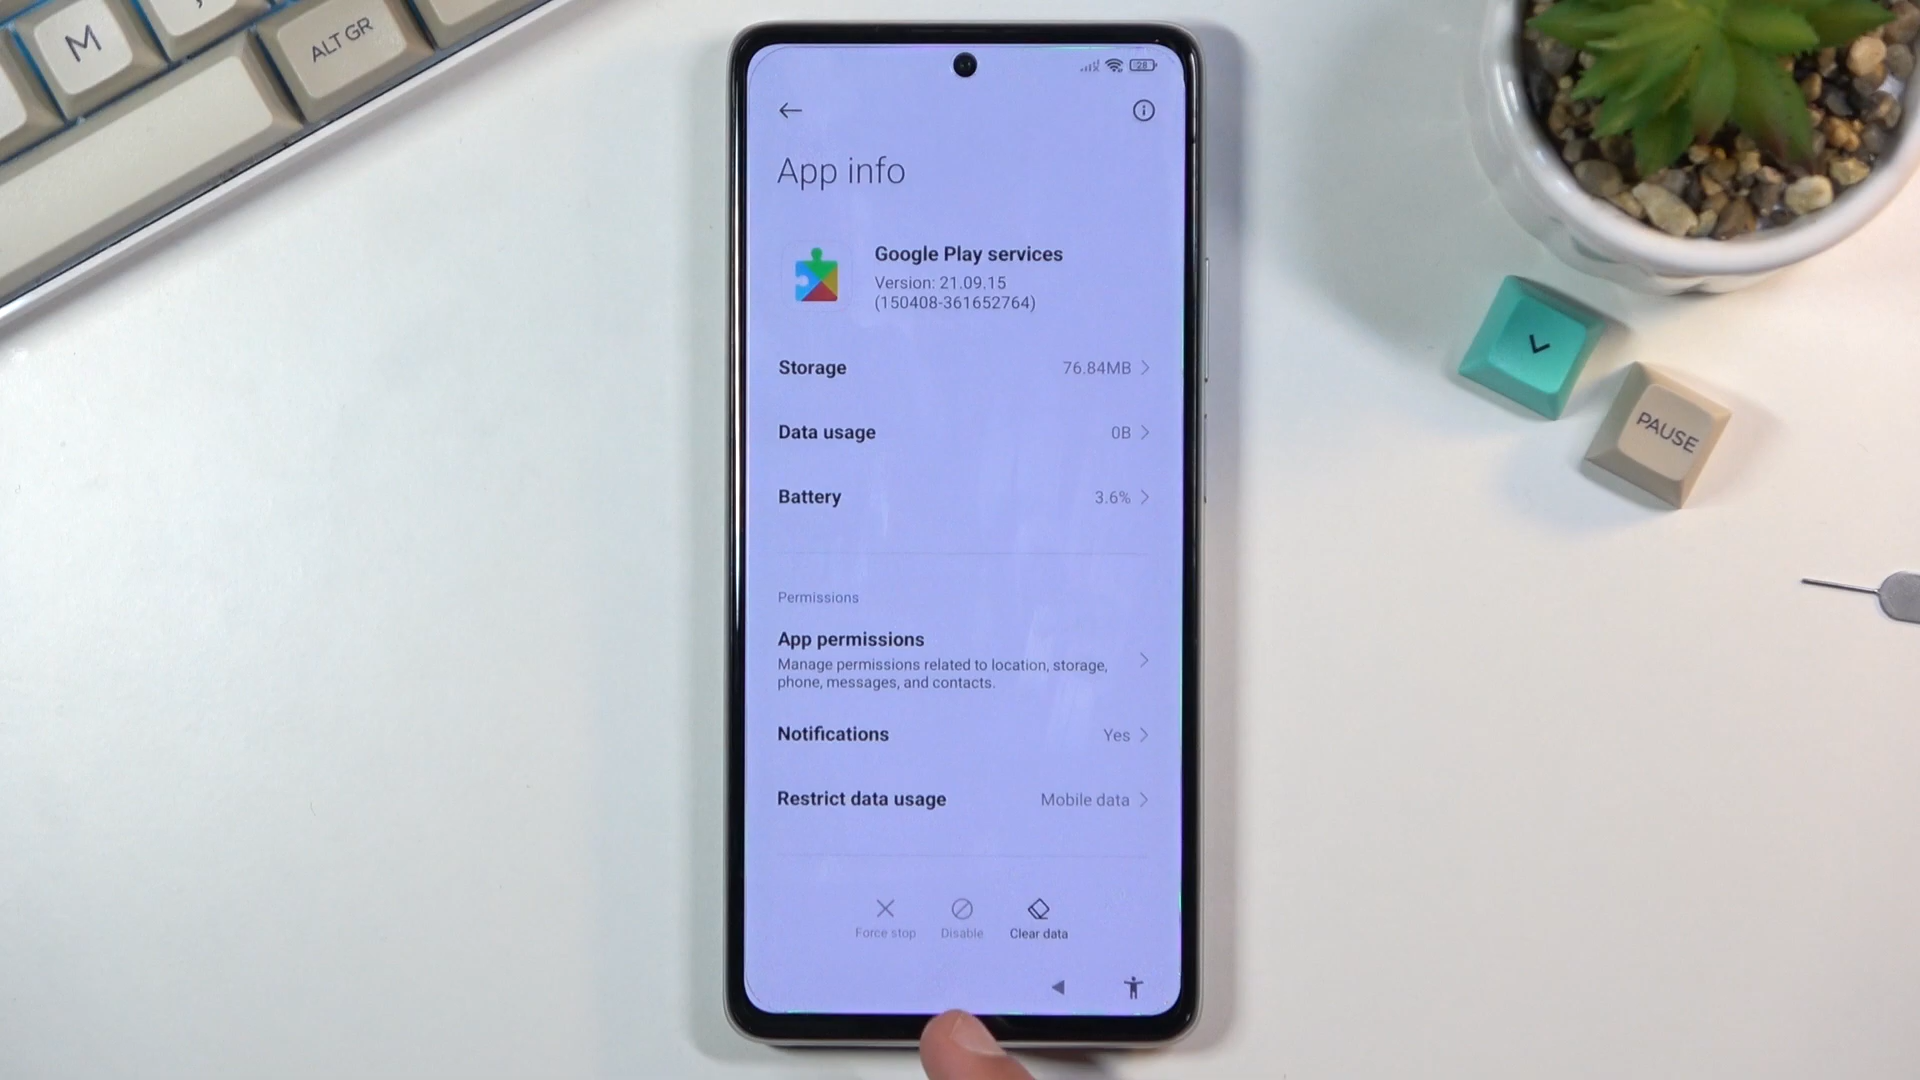 M
ALT GR
28
App info
Google Play services
Version: 21.09.15
(150408-361652764)
Storage 76.84MB
Data usage 0B
Battery 3.6%
Permissions
App permissions
Manage permissions related to location, storage,
phone, messages, and contacts.
Notifications Yes
Restrict data usage Mobile data
Force stop Disable Clear data
PAUSE